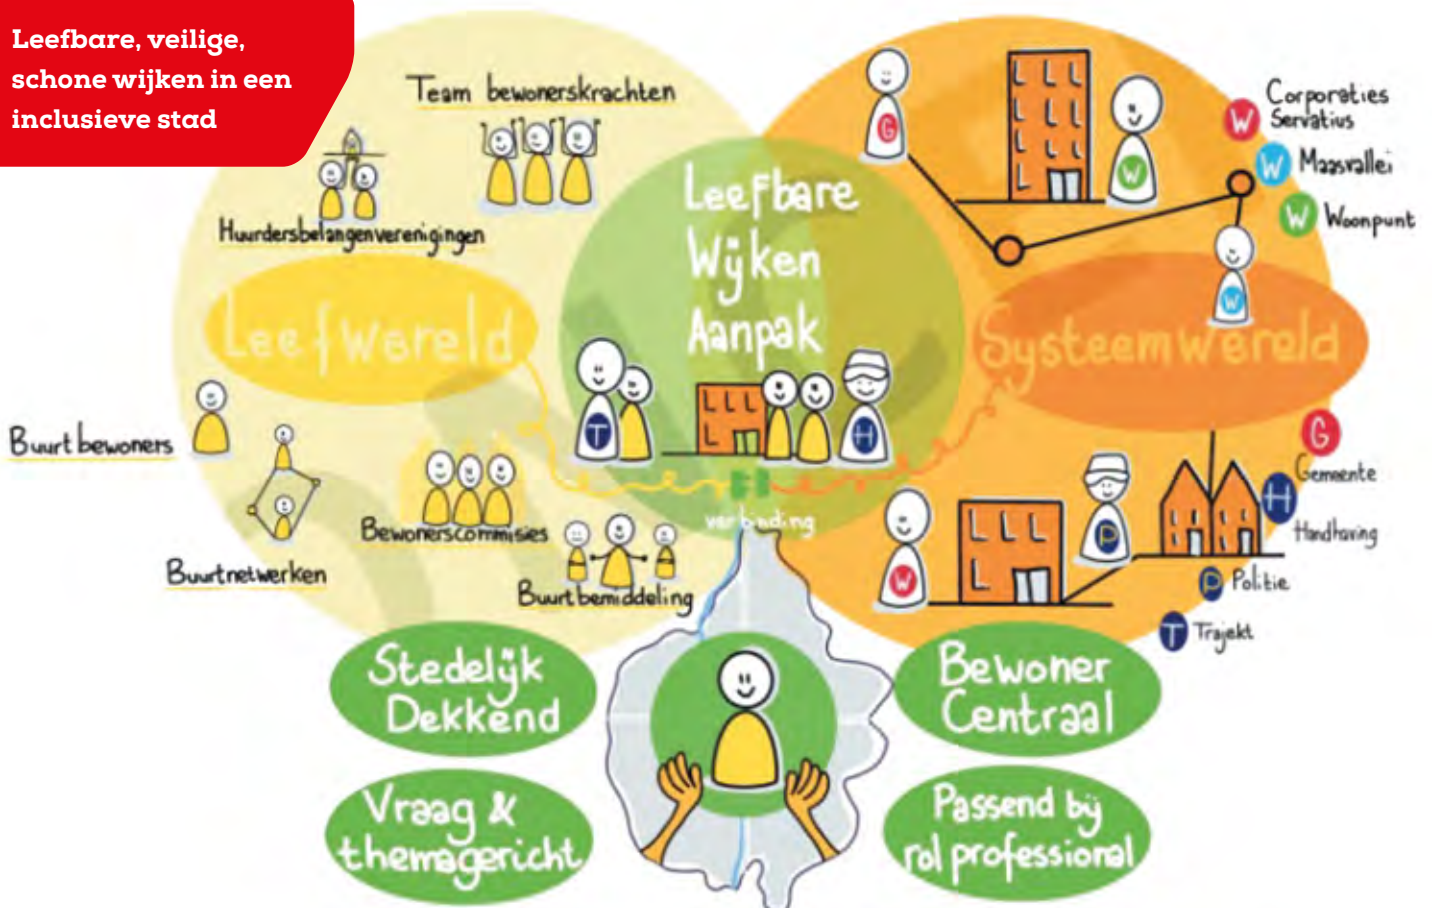 Leefbare, veilige,
schone wijken in een
inclusieve stad
Team bewonerskrachten
Huurdersbelangenverenigingen
Leefwereld
Buurtbewoners
Buurtnetwerken
Bewonerscommisies
Buurtbemiddeling
Leefbare
Wijken
Aanpak
T
H
verbinding
Systeemwereld
G
W
W
W
P
W Corporaties
Servatius
W Maasvallei
W Woonpunt
G
Gemeente
H
Handhaving
P Politie
T Trajekt
Stedelijk
Dekkend
Bewoner
Centraal
Vraag &
themagericht
Passend bij
rol professional